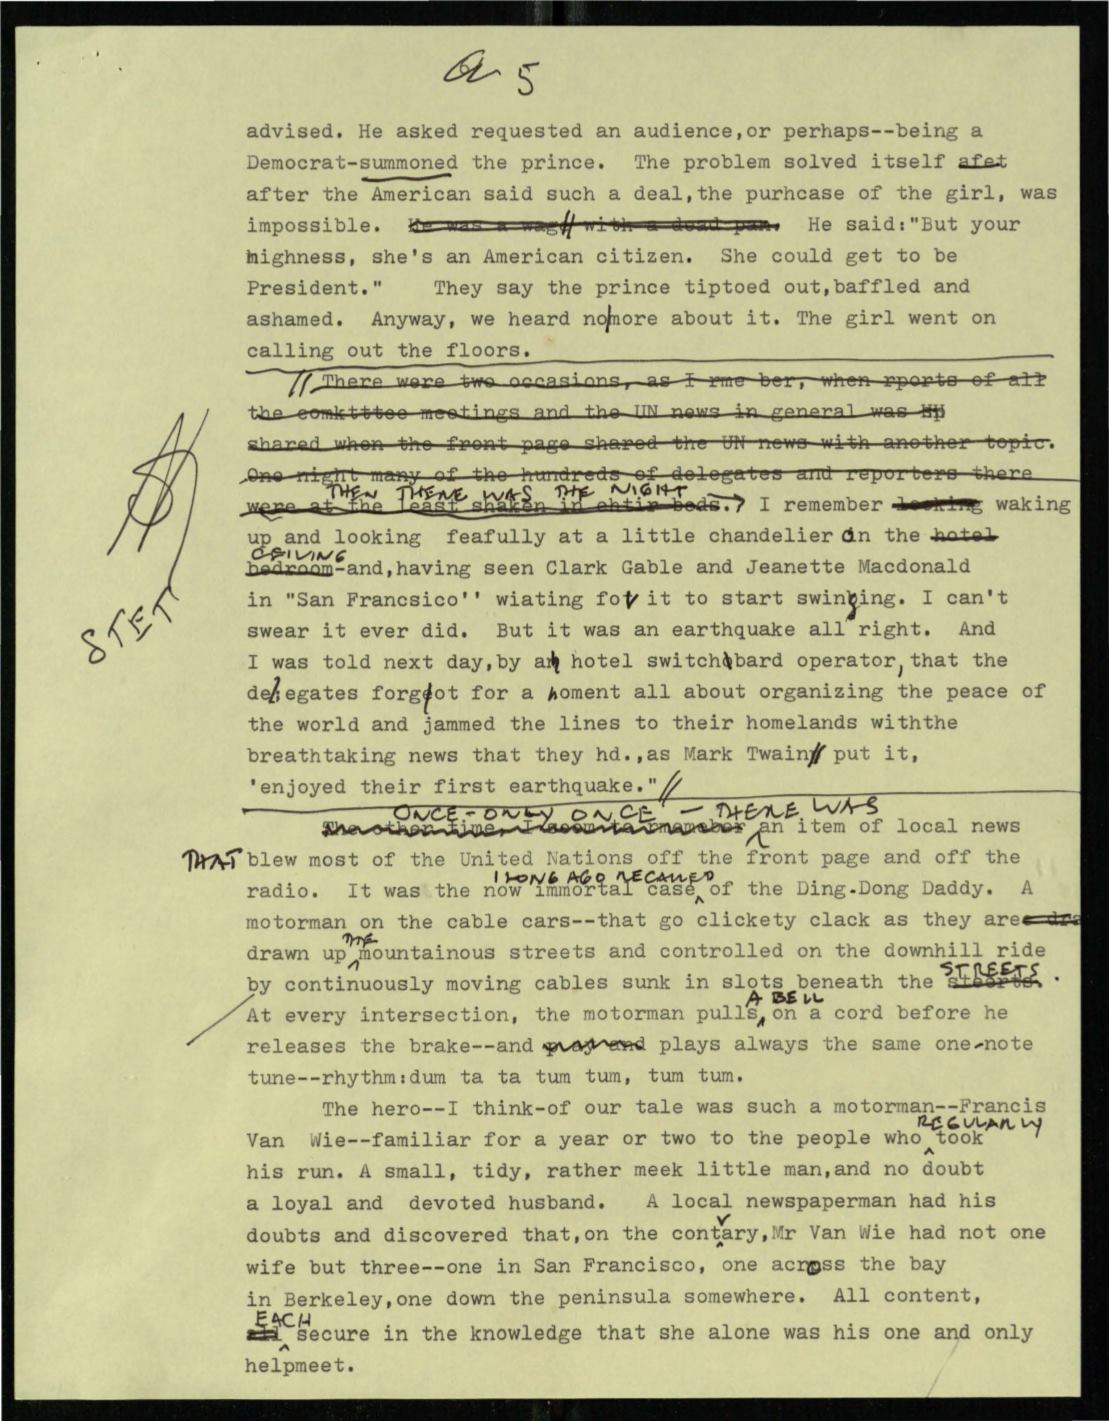 a 5
advised. He asked requested an audience,or perhaps--being a
Democrat-summoned the prince. The problem solved itself afet
after the American said such a deal,the purhcase of the girl, was
impossible. He was a wag with a dead pan. He said:"But your
highness, she's an American citizen. She could get to be
President." They say the prince tiptoed out,baffled and
ashamed. Anyway, we heard no more about it. The girl went on
calling out the floors.
There were two occasions, as I rme ber, when rports of all
the comktttee meetings and the UN news in general was
shared when the front page shared the UN news with another topic.
One night many of the hundreds of delegates and reporters there
THEN THERE WAS THE NIGHT
were at the least shaken in ehtir beds.? I remember looking waking
up and looking feafully at a little chandelier on the hotel
CEILING
bedroom-and,having seen Clark Gable and Jeanette Macdonald
in "San Francsico'' wiating for it to start swinging. I can't
swear it ever did. But it was an earthquake all right. And
STET
I was told next day,by a hotel switchbard operator, that the
delegates forgot for a moment all about organizing the peace of
the world and jammed the lines to their homelands withthe
breathtaking news that they hd.,as Mark Twain put it,
'enjoyed their first earthquake."
ONCE-ONLY ONCE - THERE WAS
The other time, I seem to rmameber an item of local news
THAT blew most of the United Nations off the front page and off the
I LONG AGO RECALLED
radio. It was the now immortal case of the Ding-Dong Daddy. A
motorman on the cable cars--that go clickety clack as they are dra
THE
drawn up mountainous streets and controlled on the downhill ride
STREETS.
by continuously moving cables sunk in slots beneath the steerts.
A BELL
At every intersection, the motorman pulls on a cord before he
releases the brake--and play and plays always the same one-note
tune--rhythm:dum ta ta tum tum, tum tum.
The hero--I think-of our tale was such a motorman--Francis
REGULARLY
Van Wie--familiar for a year or two to the people who took
his run. A small, tidy, rather meek little man,and no doubt
a loyal and devoted husband. A local newspaperman had his
doubts and discovered that,on the contary,Mr Van Wie had not one
wife but three--one in San Francisco, one across the bay
in Berkeley,one down the peninsula somewhere. All content,
EACH
all secure in the knowledge that she alone was his one and only
helpmeet.